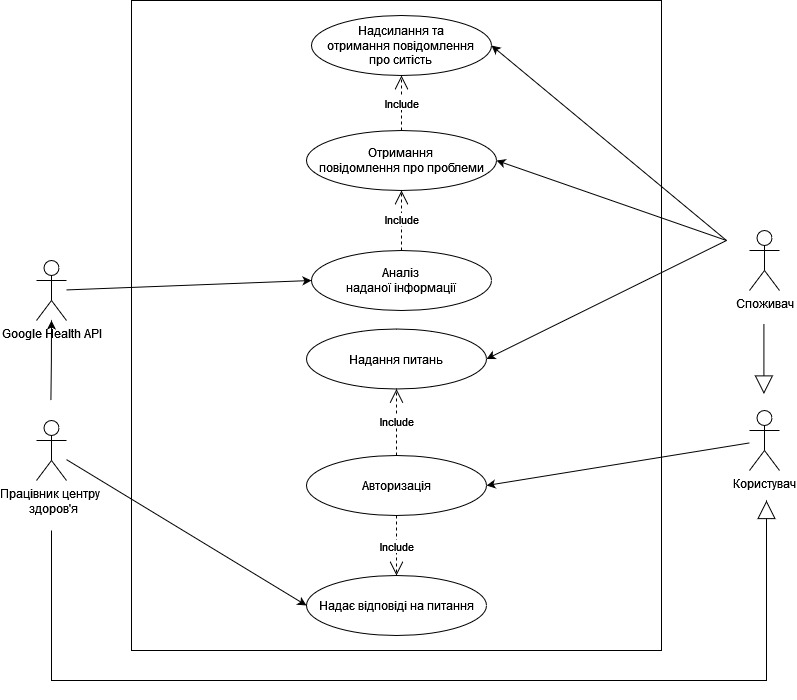 Надсилання та
отримання повідомлення
про ситість
Include
Отримання
повідомлення про проблеми
Include
Аналіз
наданої інформації
Google Health API
Споживач
Надання питань
Include
Авторизація
Користувач
Працівник центру
здоров'я
Include
Надає відповіді на питання